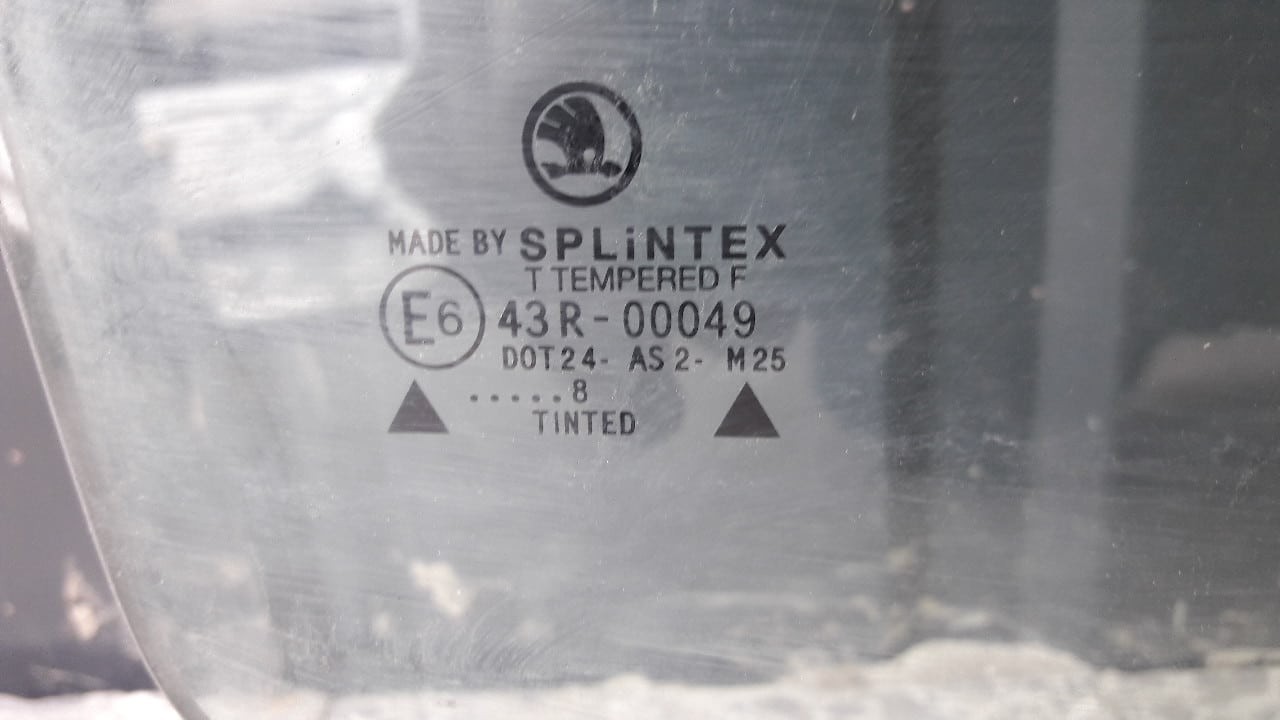 MADE BY SPLiNTEX
T TEMPERED F
E6 43R-00049
DOT24- AS2- M25
.....8
TINTED